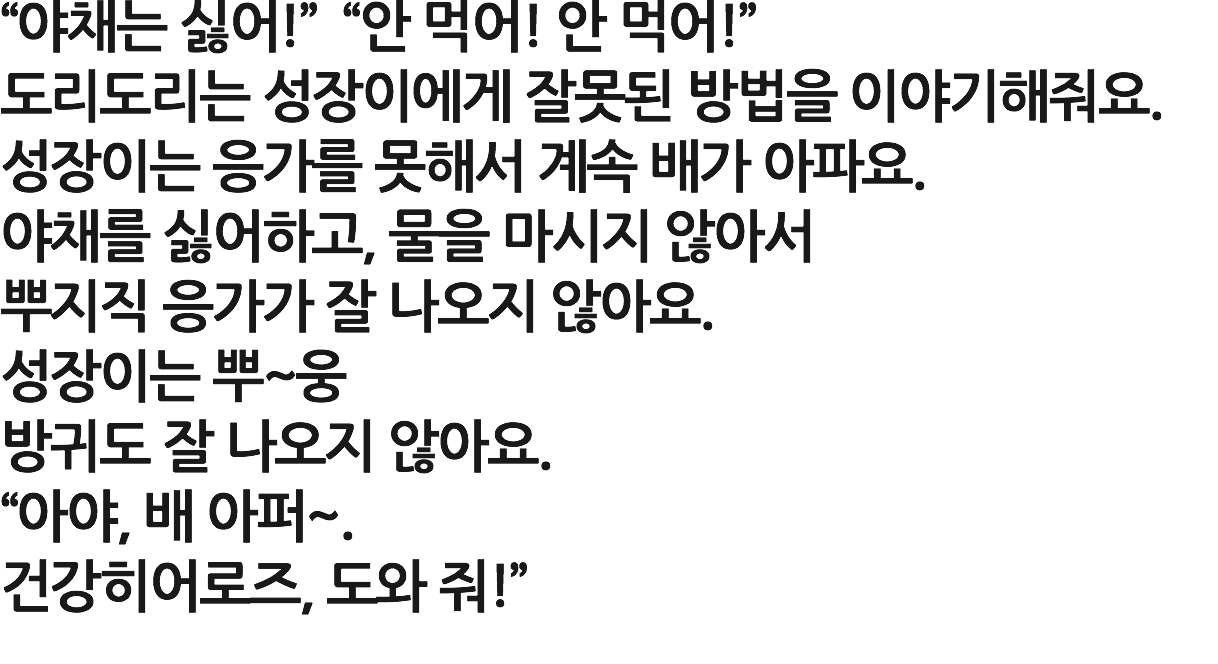 “야채는 싫어!” “안 먹어! 안 먹어!”
도리도리는 성장이에게 잘못된 방법을 이야기해줘요.
성장이는 응가를 못해서 계속 배가 아파요.
야채를 싫어하고, 물을 마시지 않아서
뿌지직 응가가 잘 나오지 않아요.
성장이는 뿌~웅
방귀도 잘 나오지 않아요.
“아야, 배 아퍼~.
건강히어로즈, 도와 줘!”